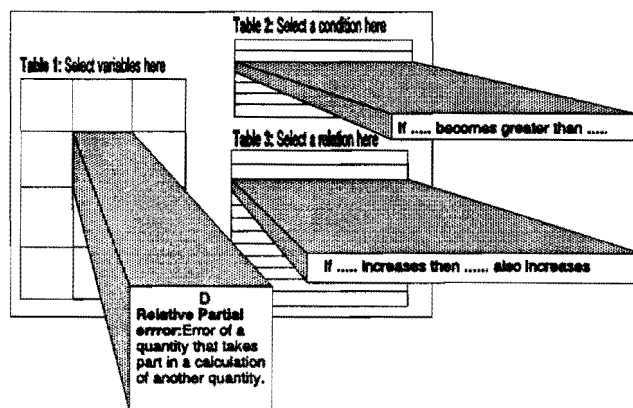 Table 2: Select a condition here
Table 1: Select variables here
If ..... becomes greater than .....
Table 3: Select a relation here
If ..... increases then ...... also increases
D
Relative Partial
errror:Error of a
quantity that takes
part in a calculation
of another quantity.